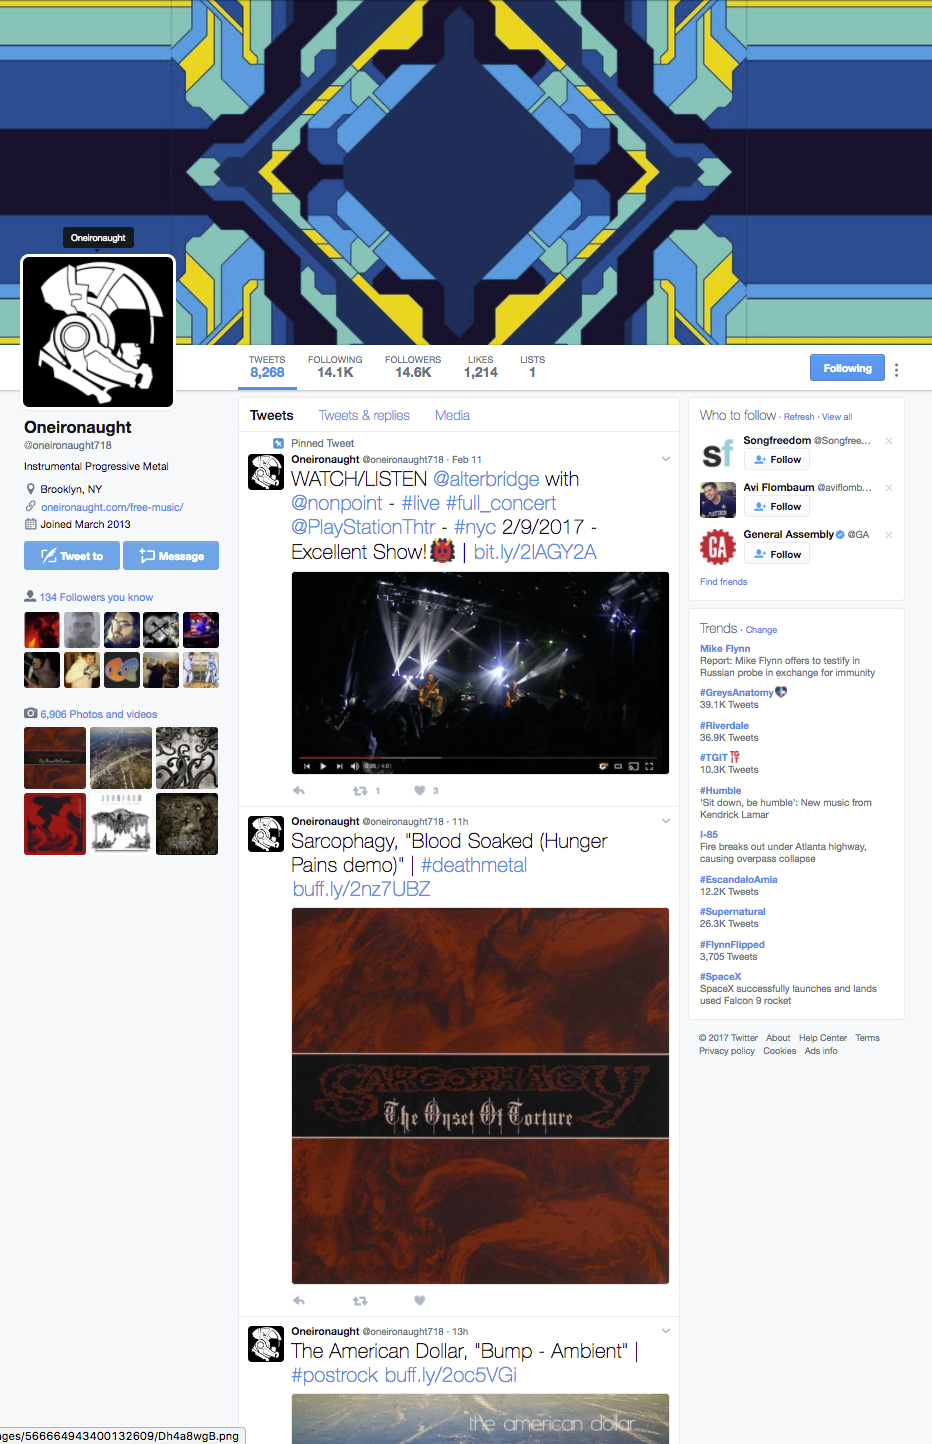 Oneironaught
TWEETS
8,268
FOLLOWING
14.1K
FOLLOWERS
14.6K
LIKES
1,214
LISTS
1
Following
Oneironaught
@oneironaught718
Instrumental Progressive Metal
Brooklyn, NY
oneironaught.com/free-music/
Joined March 2013
Tweet to
Message
134 Followers you know
6,906 Photos and videos
Tweets
Tweets & replies
Media
Pinned Tweet
Oneironaught @oneironaught718 · Feb 11
WATCH/LISTEN @alterbridge with
@nonpoint - #live #full_concert
@PlayStationThtr - #nyc 2/9/2017 -
Excellent Show! | bit.ly/2lAGY2A
1
3
Oneironaught @oneironaught718 · 11h
Sarcophagy, "Blood Soaked (Hunger
Pains demo)" | #deathmetal
buff.ly/2nz7UBZ
SARCOPHAGY
The Onset Of Torture
Oneironaught @oneironaught718 · 13h
The American Dollar, "Bump - Ambient" |
#postrock buff.ly/2oc5VGi
the american dollar
Who to follow · Refresh · View all
sf
Songfreedom @Songfree...
Follow
Avi Flombaum @aviflomb...
Follow
GA
General Assembly @GA
Follow
Find friends
Trends · Change
Mike Flynn
Report: Mike Flynn offers to testify in
Russian probe in exchange for immunity
#GreysAnatomy
39.1K Tweets
#Riverdale
36.9K Tweets
#TGIT
10.3K Tweets
#Humble
'Sit down, be humble': New music from
Kendrick Lamar
I-85
Fire breaks out under Atlanta highway,
causing overpass collapse
#EscandaloAmia
12.2K Tweets
#Supernatural
26.3K Tweets
#FlynnFlipped
3,705 Tweets
#SpaceX
SpaceX successfully launches and lands
used Falcon 9 rocket
© 2017 Twitter About Help Center Terms
Privacy policy Cookies Ads info
ages/566664943400132609/Dh4a8wgB.png